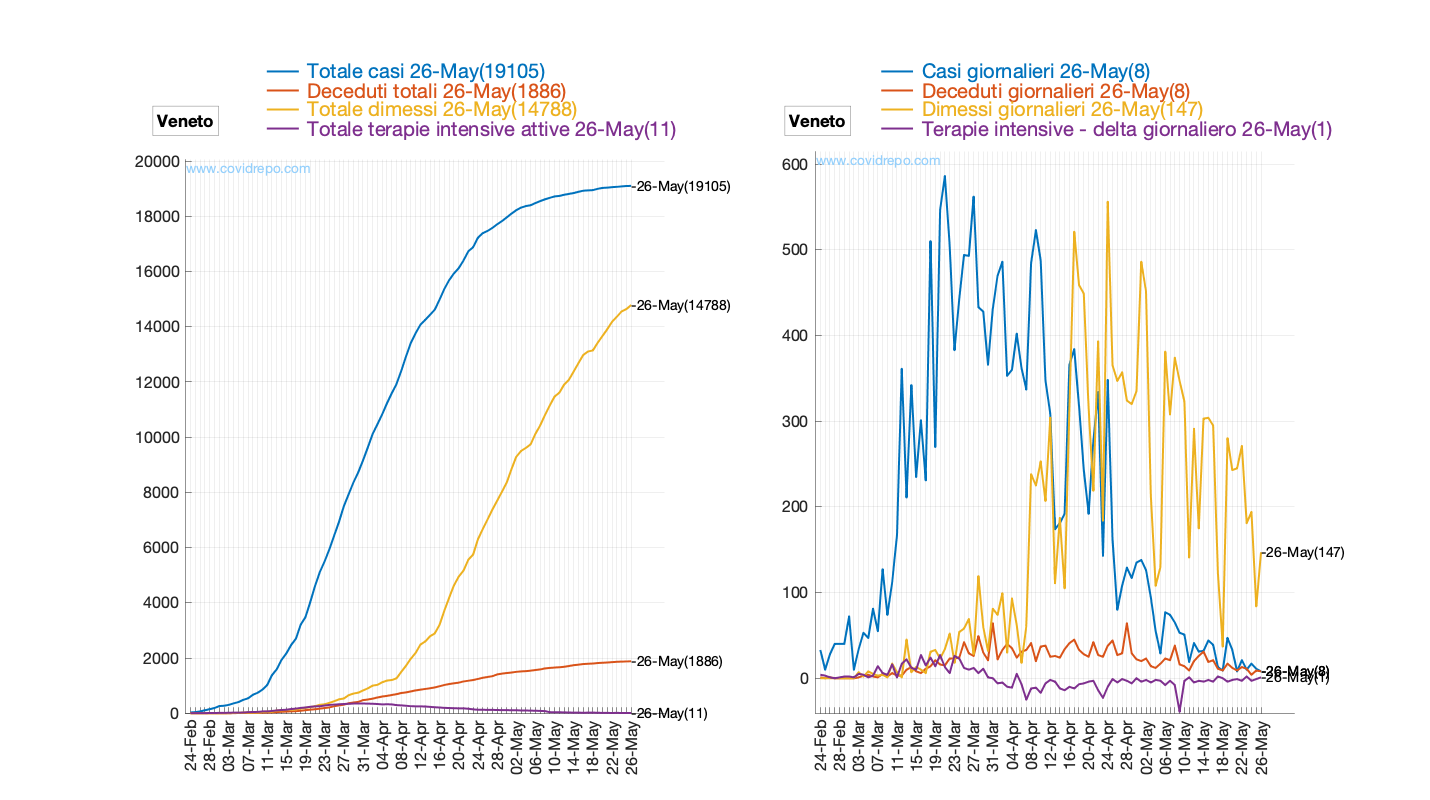 Totale casi 26-May(19105)
Deceduti totali 26-May(1886)
Totale dimessi 26-May(14788)
Totale terapie intensive attive 26-May(11)
Veneto
www.covidrepo.com
20000
18000
16000
14000
12000
10000
8000
6000
4000
2000
0
-26-May(19105)
-26-May(14788)
-26-May(1886)
-26-May(11)
24-Feb
28-Feb
03-Mar
07-Mar
11-Mar
15-Mar
19-Mar
23-Mar
27-Mar
31-Mar
04-Apr
08-Apr
12-Apr
16-Apr
20-Apr
24-Apr
28-Apr
02-May
06-May
10-May
14-May
18-May
22-May
26-May
Casi giornalieri 26-May(8)
Deceduti giornalieri 26-May(8)
Dimessi giornalieri 26-May(147)
Terapie intensive - delta giornaliero 26-May(1)
Veneto
www.covidrepo.com
600
500
400
300
200
100
0
-26-May(147)
-26-May(8)
-26-May(1)
24-Feb
28-Feb
03-Mar
07-Mar
11-Mar
15-Mar
19-Mar
23-Mar
27-Mar
31-Mar
04-Apr
08-Apr
12-Apr
16-Apr
20-Apr
24-Apr
28-Apr
02-May
06-May
10-May
14-May
18-May
22-May
26-May